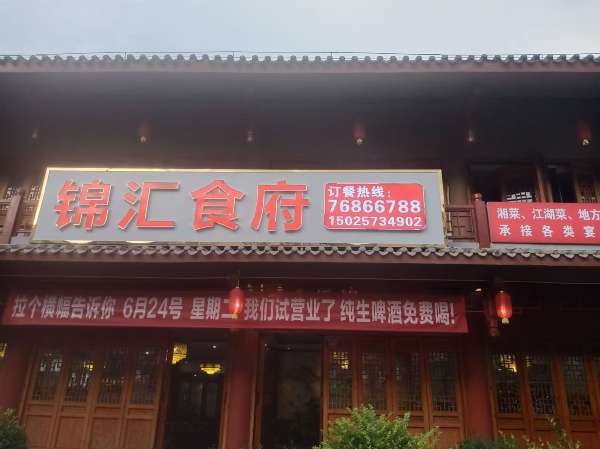 锦汇食府
订餐热线:
76866788
15025734902
湘菜、江湖菜、地方
承接各类宴
拉个横幅告诉你 6月24号 星期二 我们试营业了 纯生啤酒免费喝!